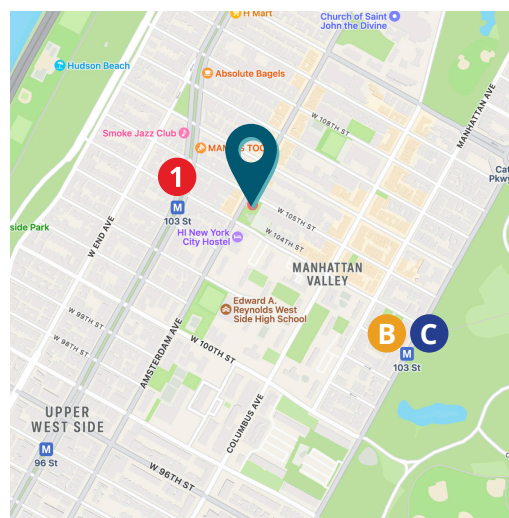 H Mart
Church of Saint
John the Divine
Hudson Beach
Absolute Bagels
MANHATTAN AVE
W 108TH ST
Smoke Jazz Club
TOO
1
Pkwy
M
103 St
W 105TH ST
side Park
W END AVE
HI New York
City Hostel
W 104TH ST
MANHATTAN
VALLEY
Edward A.
Reynolds West
Side High School
W 99TH ST
B
C
W 98TH ST
AMSTERDAM AVE
W 100TH ST
M
103 St
COLUMBUS AVE
UPPER
WEST SIDE
M
96 St
W 96TH ST